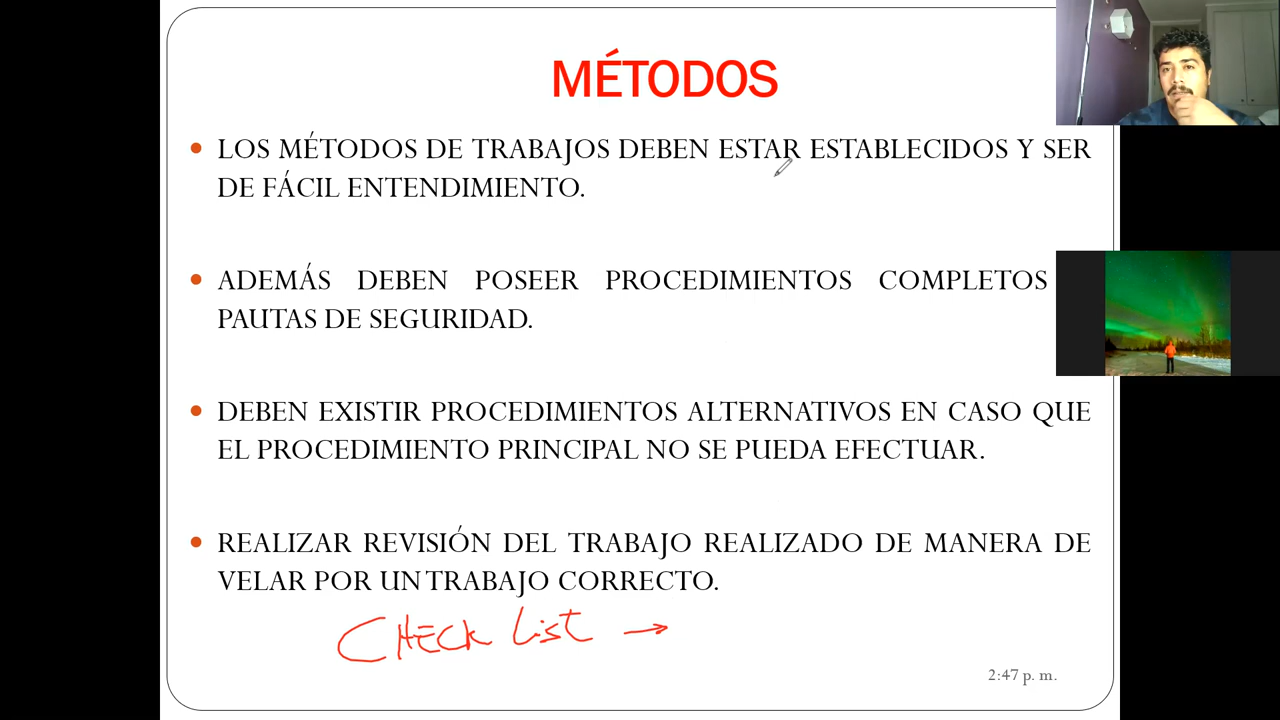 MÉTODOS
LOS MÉTODOS DE TRABAJOS DEBEN ESTAR ESTABLECIDOS Y SER
DE FÁCIL ENTENDIMIENTO.
ADEMÁS DEBEN POSEER PROCEDIMIENTOS COMPLETOS
PAUTAS DE SEGURIDAD.
DEBEN EXISTIR PROCEDIMIENTOS ALTERNATIVOS EN CASO QUE
EL PROCEDIMIENTO PRINCIPAL NO SE PUEDA EFECTUAR.
REALIZAR REVISIÓN DEL TRABAJO REALIZADO DE MANERA DE
VELAR POR UN TRABAJO CORRECTO.
CHECK LIST →
2:47 p. m.